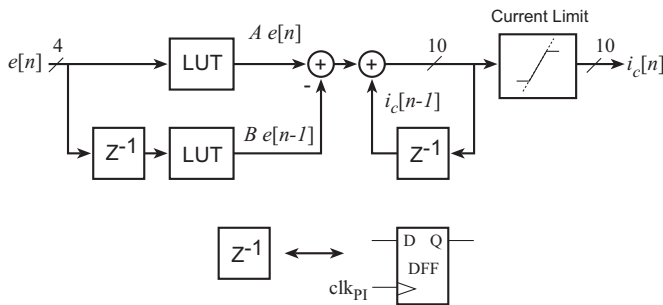 Current Limit
4
A e[n]
10
10
e[n]
LUT
+
+
i_c[n]
-
i_c[n-1]
Z^-1
LUT
B e[n-1]
Z^-1
Z^-1
D Q
DFF
clk_PI